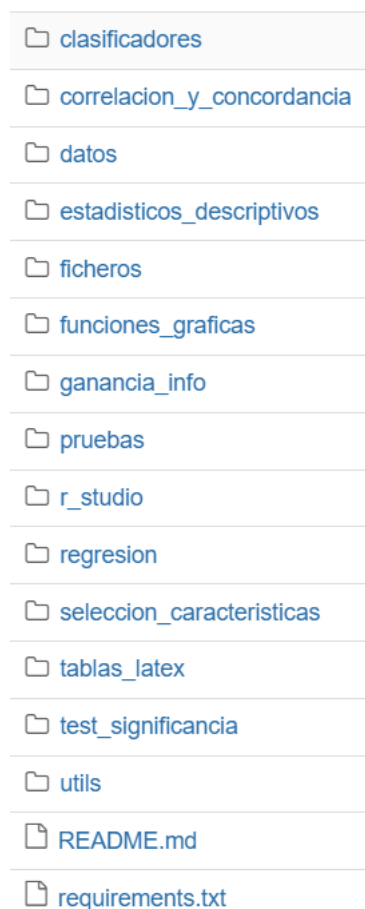 clasificadores
correlacion_y_concordancia
datos
estadisticos_descriptivos
ficheros
funciones_graficas
ganancia_info
pruebas
r_studio
regresion
seleccion_caracteristicas
tablas_latex
test_significancia
utils
README.md
requirements.txt